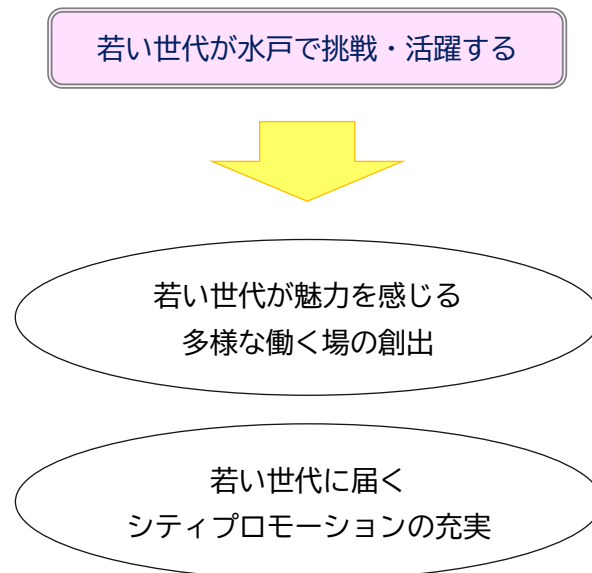 若い世代が水戸で挑戦・活躍する
若い世代が魅力を感じる
多様な働く場の創出
若い世代に届く
シティプロモーションの充実